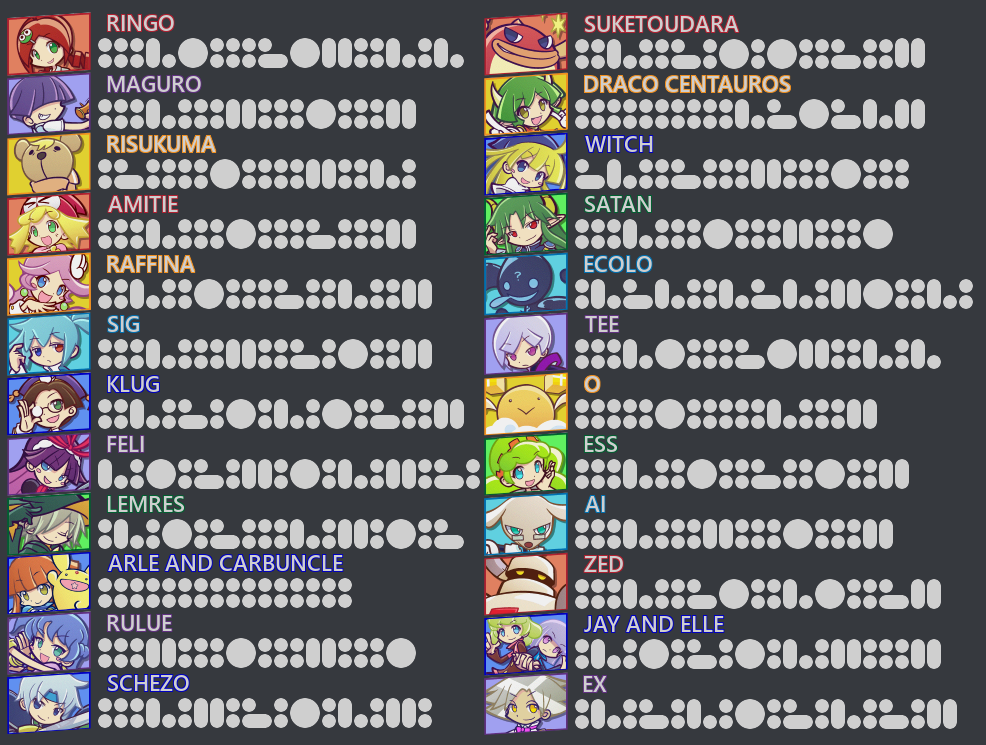 RINGO
MAGURO
RISUKUMA
AMITIE
RAFFINA
SIG
KLUG
FELI
LEMRES
ARLE AND CARBUNCLE
RULUE
SCHEZO
SUKETOUDARA
DRACO CENTAUROS
WITCH
SATAN
ECOLO
TEE
O
ESS
AI
ZED
JAY AND ELLE
EX